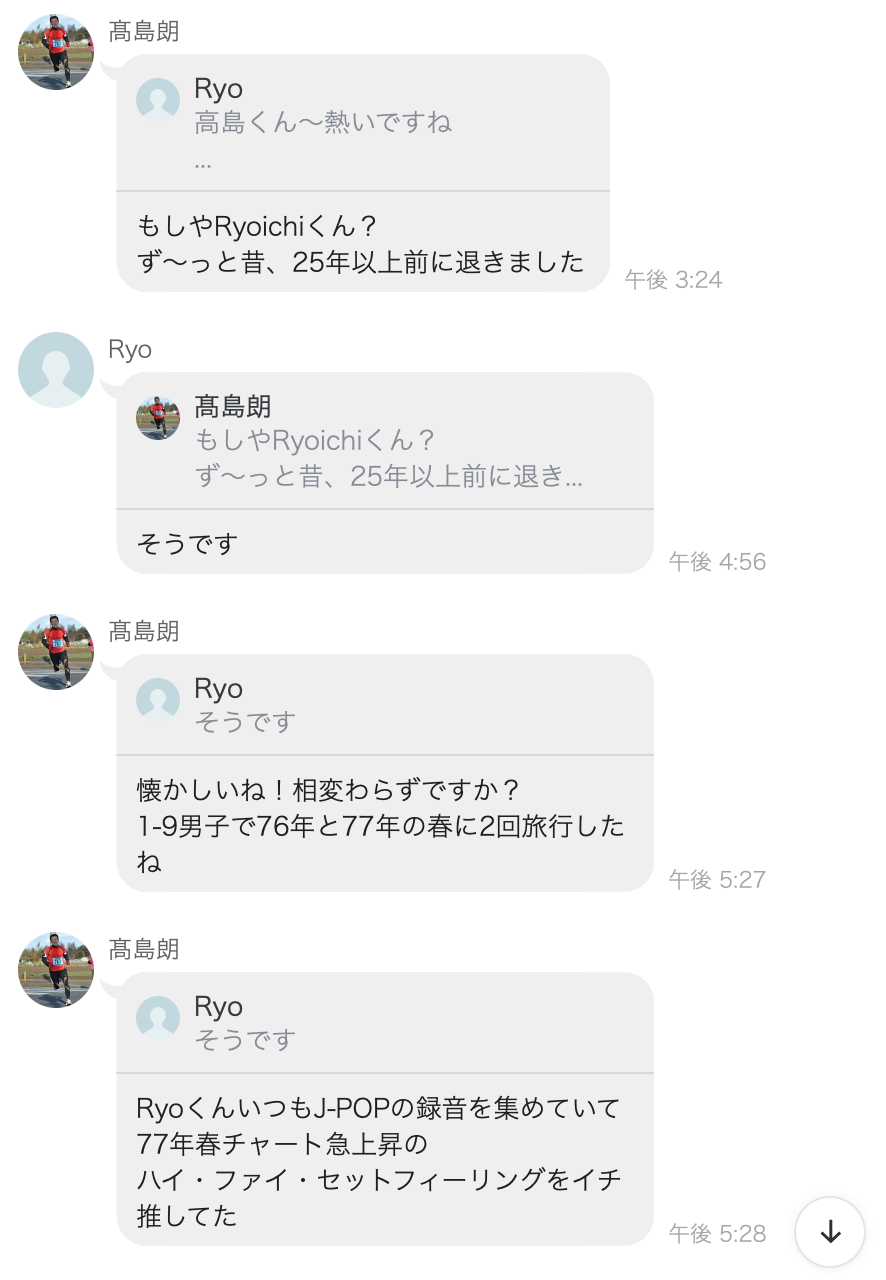 髙島朗
Ryo
高島くん〜熱いですね
...
もしやRyoichiくん？
ず〜っと昔、25年以上前に退きました
午後 3:24
Ryo
髙島朗
もしやRyoichiくん？
ず〜っと昔、25年以上前に退き...
そうです
午後 4:56
髙島朗
Ryo
そうです
懐かしいね！相変わらずですか？
1-9男子で76年と77年の春に2回旅行した
ね
午後 5:27
髙島朗
Ryo
そうです
RyoくんいつもJ-POPの録音を集めていて
77年春チャート急上昇の
ハイ・ファイ・セットフィーリングをイチ
推してた
午後 5:28